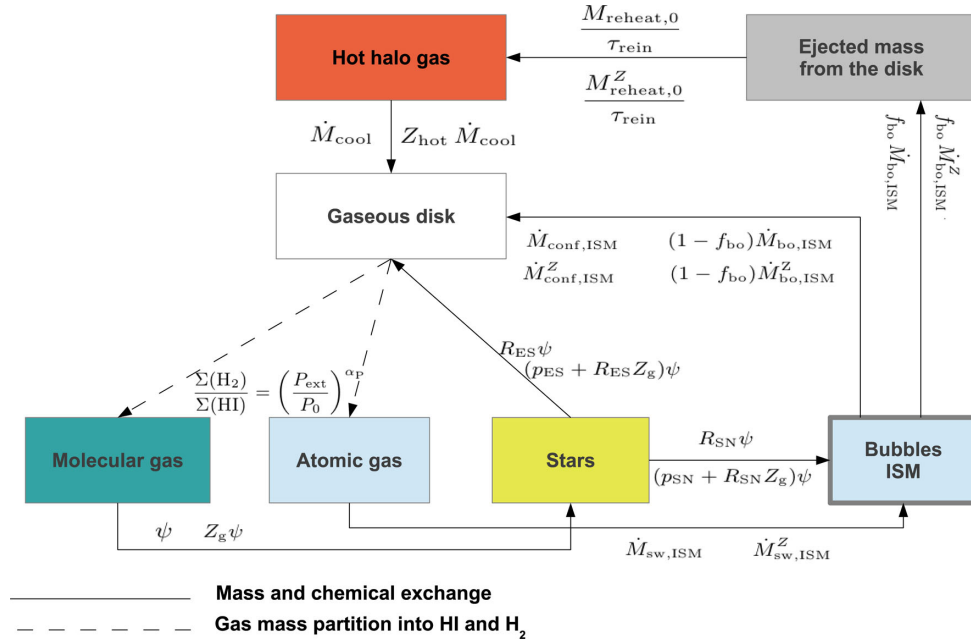 Hot halo gas
M_reheat,0 / τ_rein
M^Z_reheat,0 / τ_rein
Ejected mass
from the disk
Ṁ_cool Z_hot Ṁ_cool
f_bo Ṁ_bo,ISM
f_bo Ṁ^Z_bo,ISM
Gaseous disk
Ṁ_conf,ISM (1 − f_bo)Ṁ_bo,ISM
Ṁ^Z_conf,ISM (1 − f_bo)Ṁ^Z_bo,ISM
R_ES ψ
(p_ES + R_ES Z_g)ψ
Σ(H₂) / Σ(HI) = (P_ext / P_0)^α_P
Molecular gas
Atomic gas
Stars
R_SN ψ
(p_SN + R_SN Z_g)ψ
Bubbles
ISM
ψ Z_g ψ
Ṁ_sw,ISM Ṁ^Z_sw,ISM
Mass and chemical exchange
Gas mass partition into HI and H₂